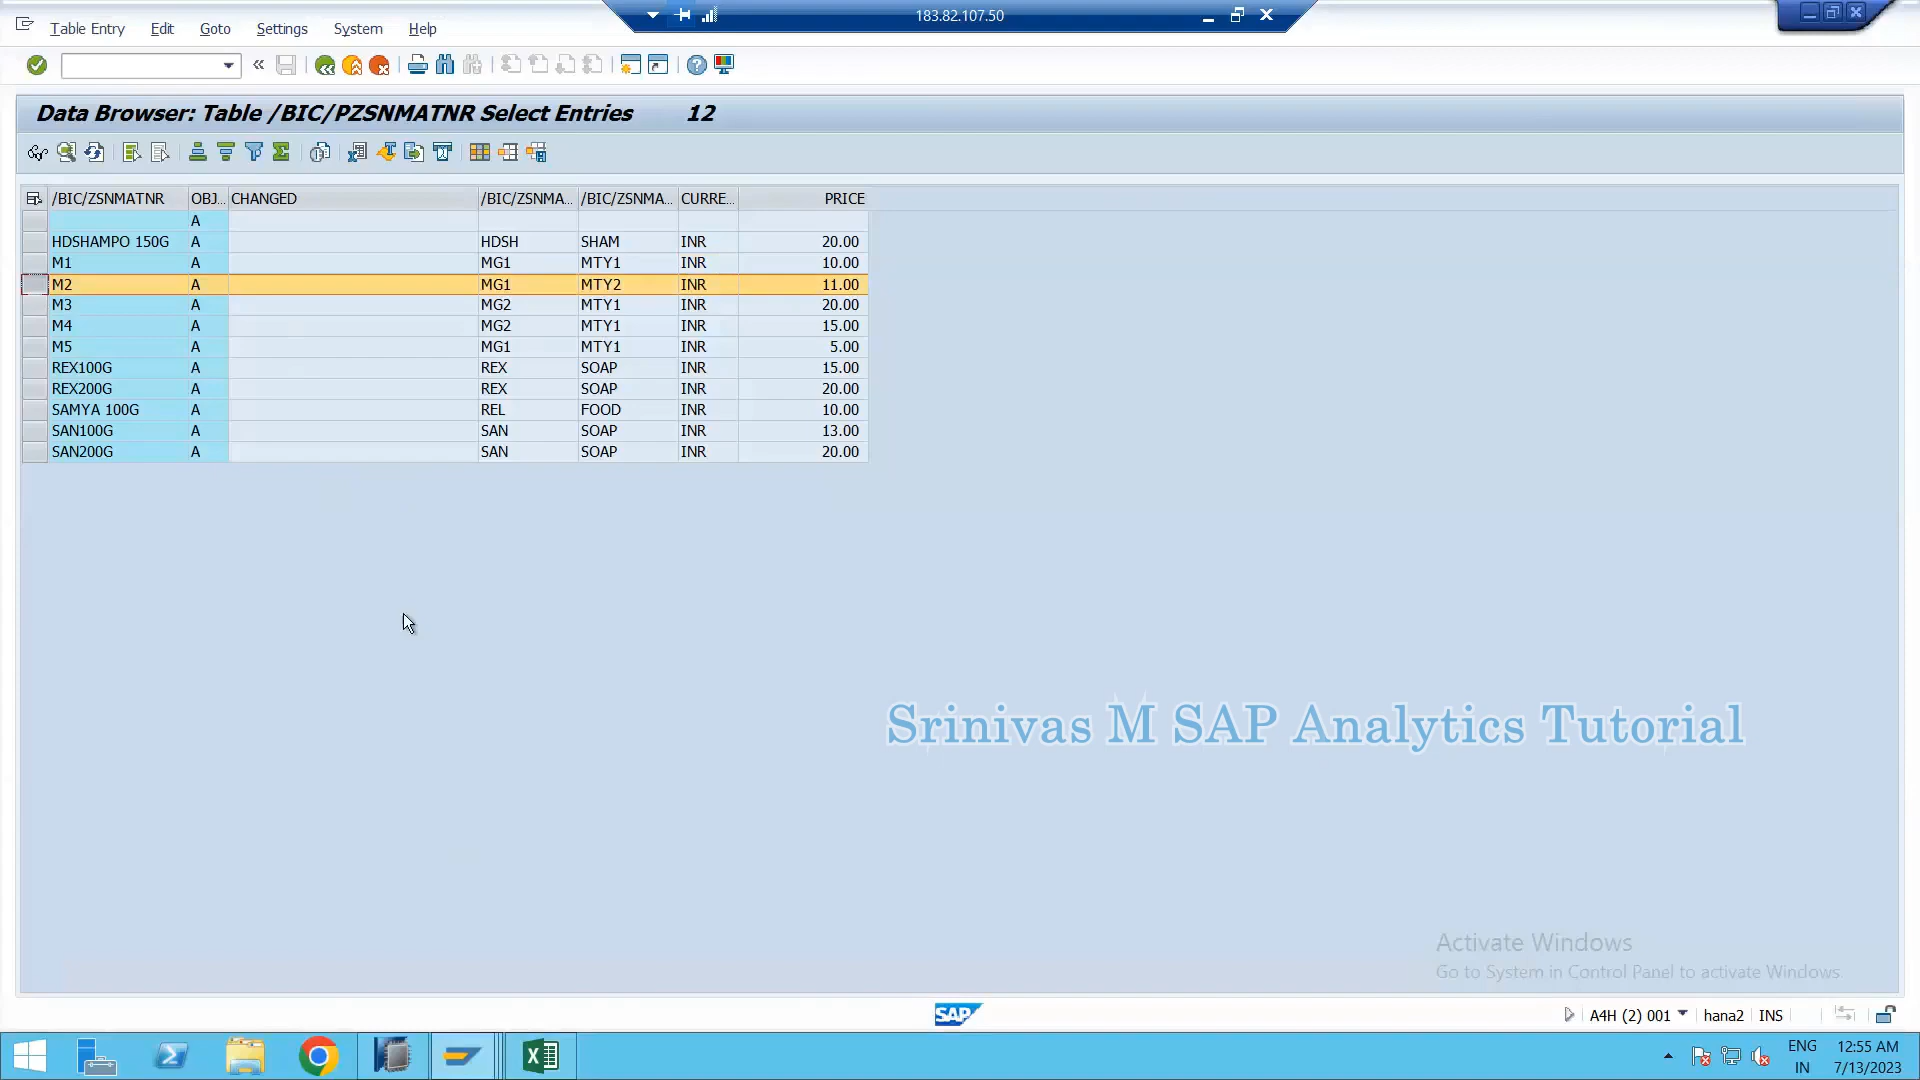 183.82.107.50
Table Entry Edit Goto Settings System Help
Data Browser: Table /BIC/PZSNMATNR Select Entries 12
/BIC/ZSNMATNR OBJ... CHANGED /BIC/ZSNMA... /BIC/ZSNMA... CURRE... PRICE
A
HDSHAMPO 150G A HDSH SHAM INR 20.00
M1 A MG1 MTY1 INR 10.00
M2 A MG1 MTY2 INR 11.00
M3 A MG2 MTY1 INR 20.00
M4 A MG2 MTY1 INR 15.00
M5 A MG1 MTY1 INR 5.00
REX100G A REX SOAP INR 15.00
REX200G A REX SOAP INR 20.00
SAMYA 100G A REL FOOD INR 10.00
SAN100G A SAN SOAP INR 13.00
SAN200G A SAN SOAP INR 20.00
Srinivas M SAP Analytics Tutorial
Activate Windows
Go to System in Control Panel to activate Windows.
SAP
A4H (2) 001 hana2 INS
ENG 12:55 AM
IN 7/13/2023